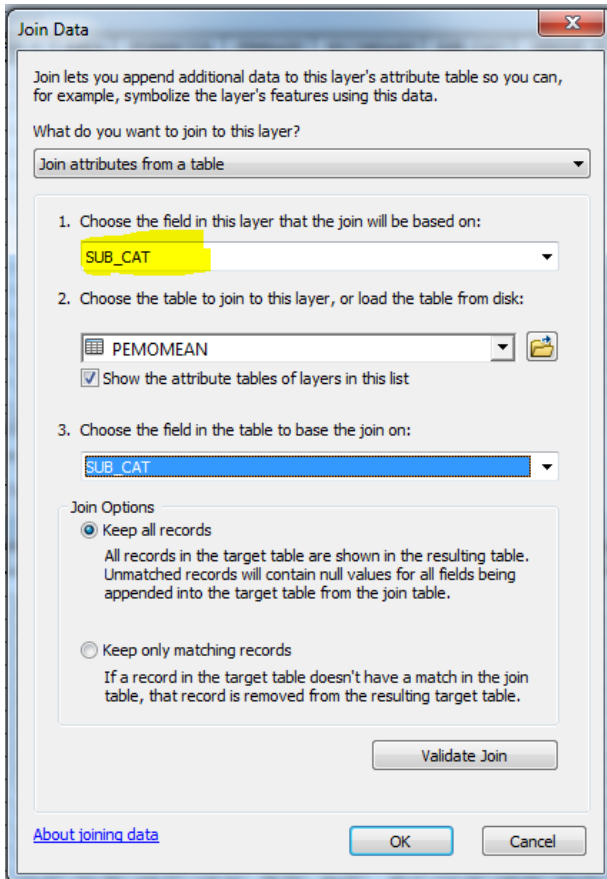 Join Data
Join lets you append additional data to this layer's attribute table so you can,
for example, symbolize the layer's features using this data.
What do you want to join to this layer?
Join attributes from a table
1. Choose the field in this layer that the join will be based on:
SUB_CAT
2. Choose the table to join to this layer, or load the table from disk:
PEMOMEAN
Show the attribute tables of layers in this list
3. Choose the field in the table to base the join on:
SUB_CAT
Join Options
Keep all records
All records in the target table are shown in the resulting table.
Unmatched records will contain null values for all fields being
appended into the target table from the join table.
Keep only matching records
If a record in the target table doesn't have a match in the join
table, that record is removed from the resulting target table.
Validate Join
About joining data
OK
Cancel